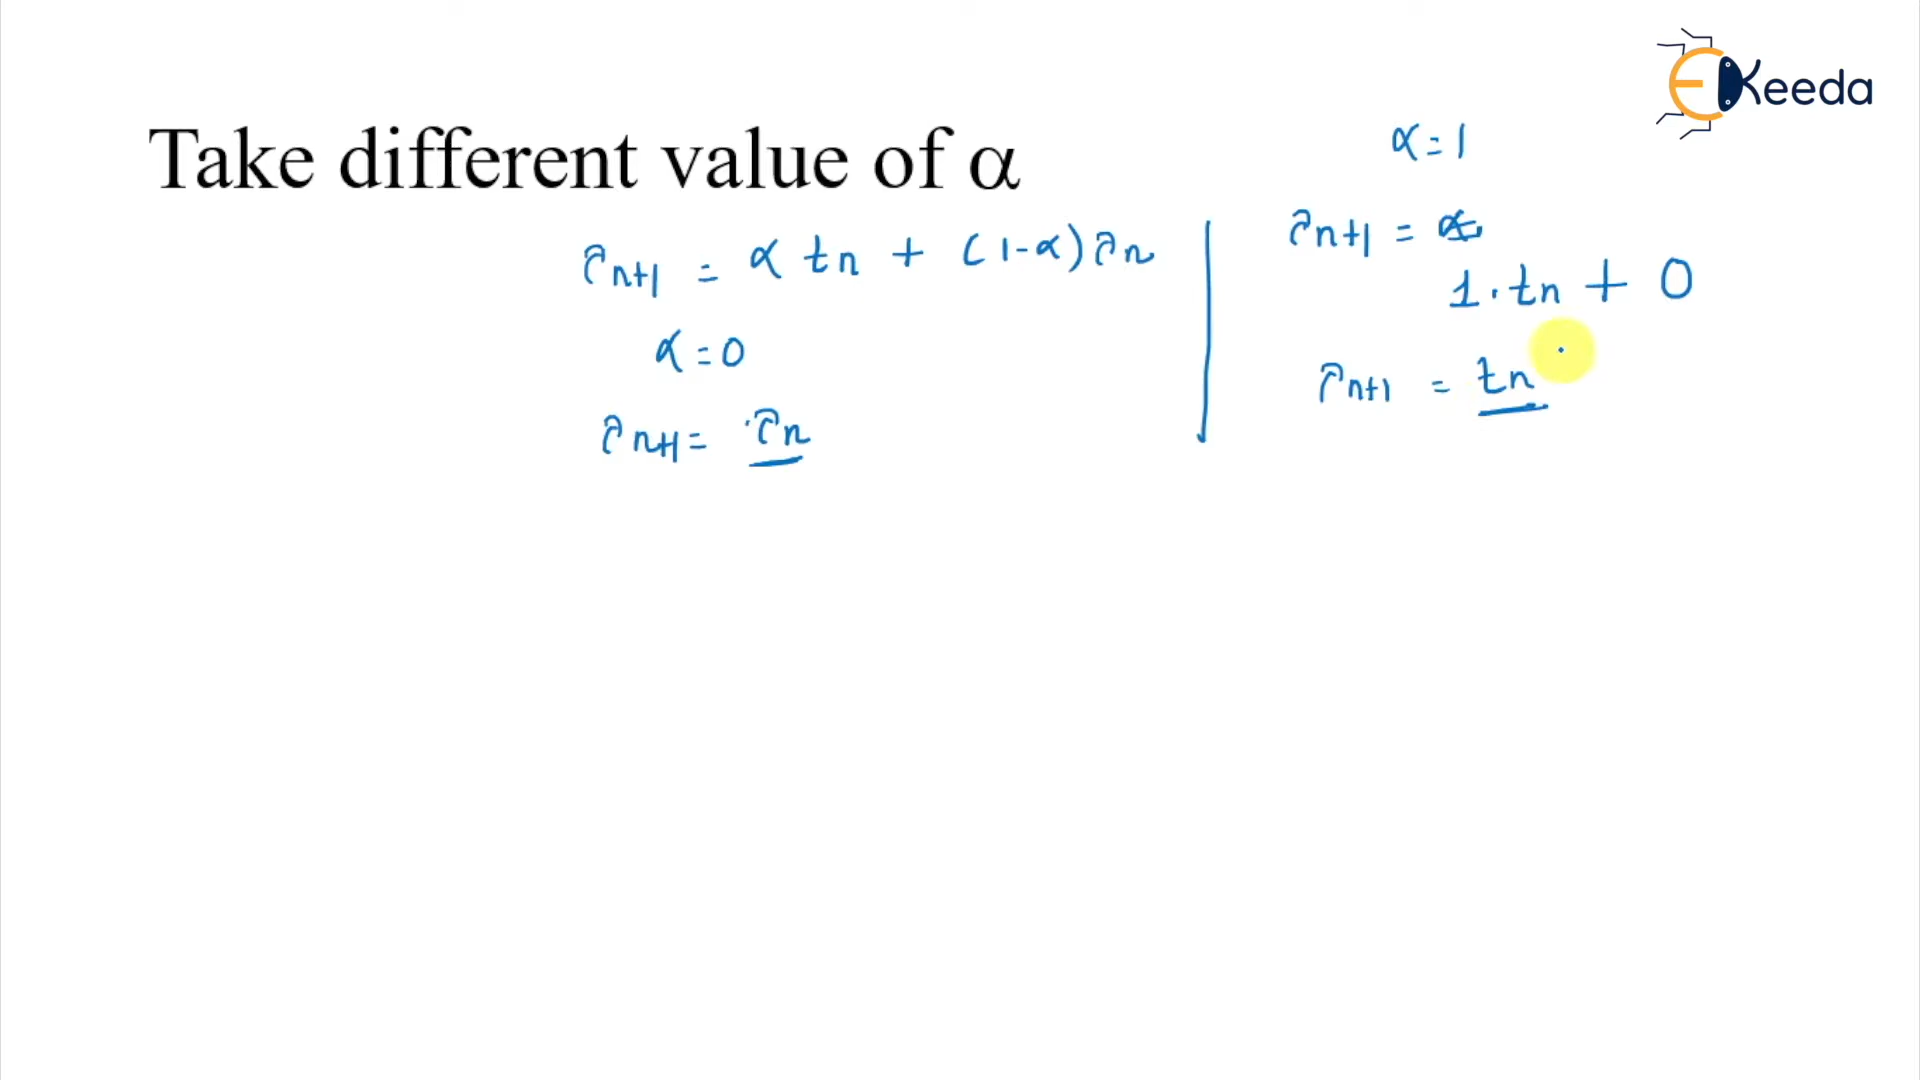 EKeeda
Take different value of α
τn+1 = α tn + (1-α) τn
α = 0
τn+1 = τn
α = 1
τn+1 =
1. tn + 0
τn+1 = tn